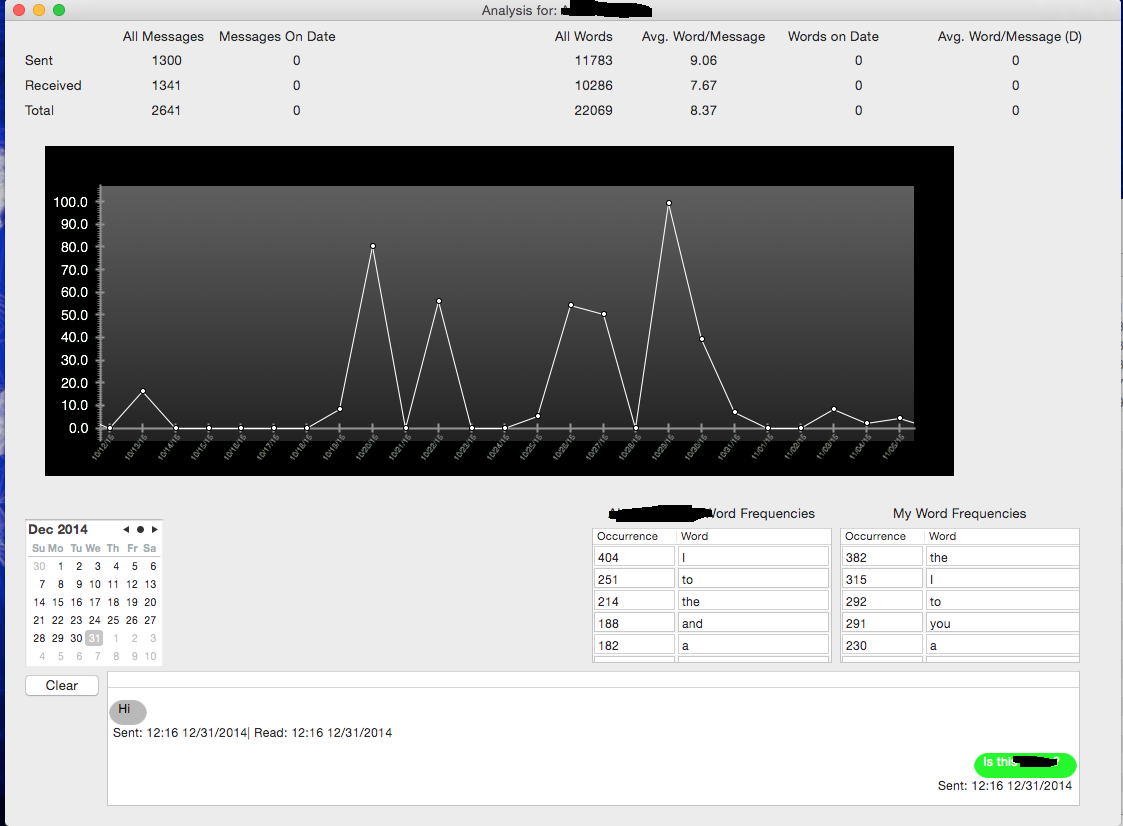 Analysis for:
All Messages Messages On Date All Words Avg. Word/Message Words on Date Avg. Word/Message (D)
Sent 1300 0 11783 9.06 0 0
Received 1341 0 10286 7.67 0 0
Total 2641 0 22069 8.37 0 0
100.0
90.0
80.0
70.0
60.0
50.0
40.0
30.0
20.0
10.0
0.0
10/12/15 10/13/15 10/14/15 10/15/15 10/16/15 10/17/15 10/18/15 10/19/15 10/20/15 10/21/15 10/22/15 10/23/15 10/24/15 10/25/15 10/26/15 10/27/15 10/28/15 10/29/15 10/30/15 10/31/15 11/01/15 11/02/15 11/03/15 11/04/15 11/05/15
Dec 2014
Su Mo Tu We Th Fr Sa
30 1 2 3 4 5 6
7 8 9 10 11 12 13
14 15 16 17 18 19 20
21 22 23 24 25 26 27
28 29 30 31 1 2 3
4 5 6 7 8 9 10
Clear
Word Frequencies
Occurrence Word
404 I
251 to
214 the
188 and
182 a
My Word Frequencies
Occurrence Word
382 the
315 I
292 to
291 you
230 a
Hi
Sent: 12:16 12/31/2014| Read: 12:16 12/31/2014
Is this ?
Sent: 12:16 12/31/2014